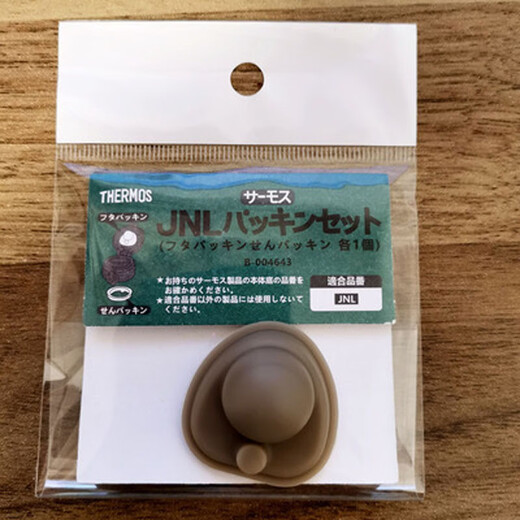 THERMOS
サーモス
フタパッキン
JNLパッキンセット
(フタパッキンせんパッキン 各1個)
B-004643
★お持ちのサーモス製品の本体底の品番を
お確かめください。
★適合品番以外の製品には使用しないで
ください。
適合品番
JNL
せんパッキン